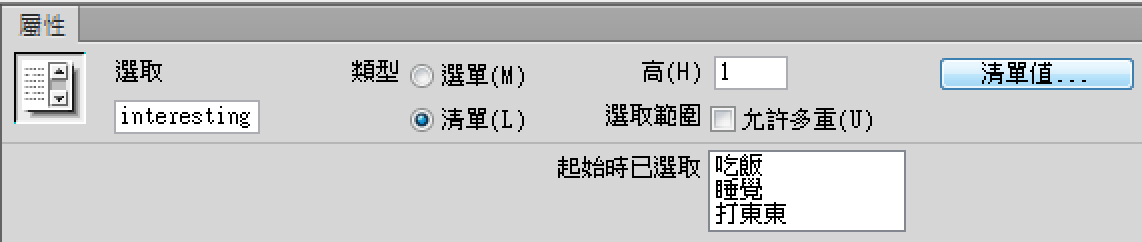 屬性
選取 類型 選單(M) 高(H) 1 清單值...
interesting 清單(L) 選取範圍 允許多重(U)
起始時已選取 吃飯
睡覺
打東東